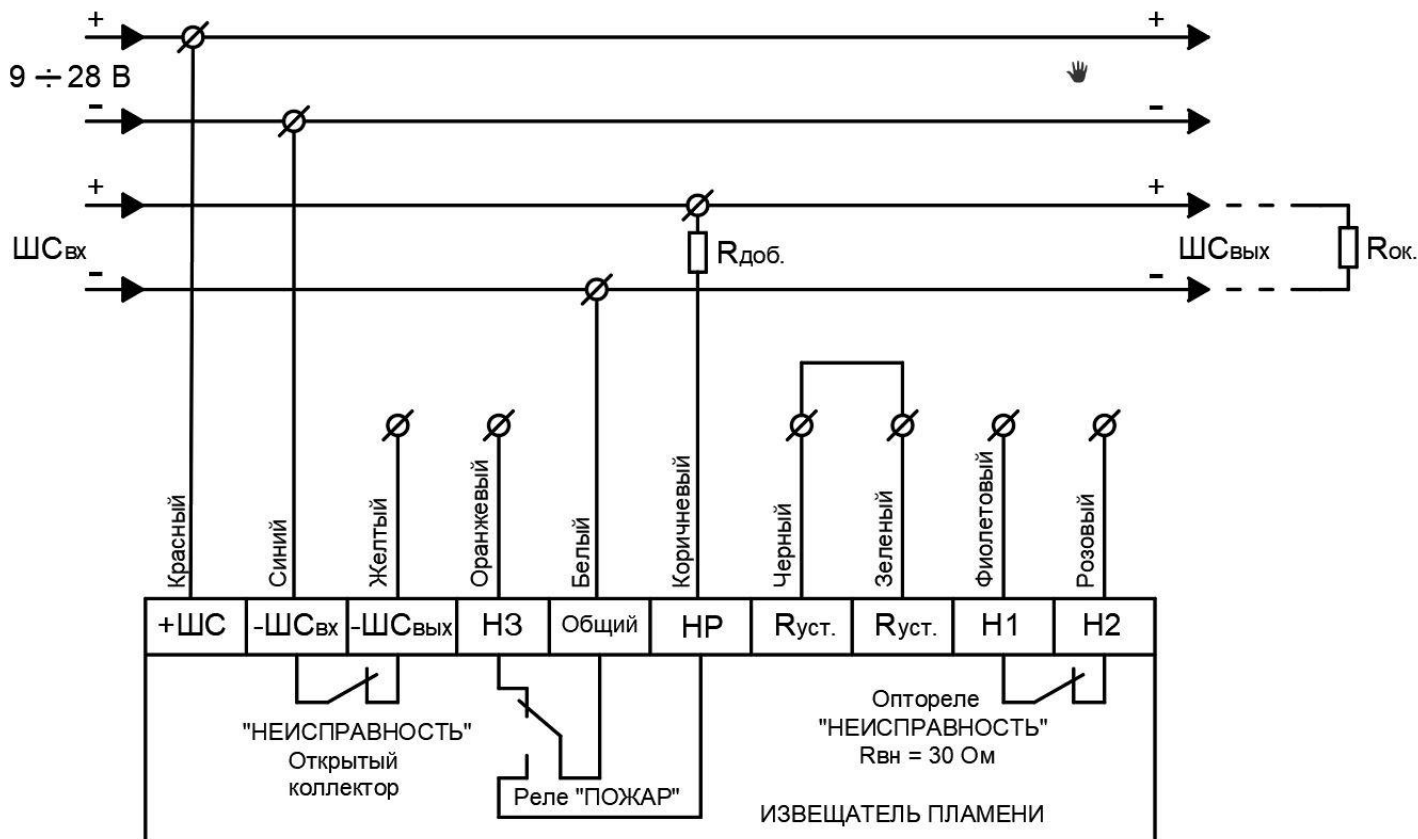 + +
9 ÷ 28 В
- -
+ +
ШСвх Rдоб. ШСвых Rок.
- -
Красный
Синий
Желтый
Оранжевый
Белый
Коричневый
Черный
Зеленый
Фиолетовый
Розовый
+ШС -ШСвх -ШСвых НЗ Общий НР Rуст. Rуст. Н1 Н2
"НЕИСПРАВНОСТЬ"
Открытый
коллектор
Реле "ПОЖАР"
Оптореле
"НЕИСПРАВНОСТЬ"
Rвн = 30 Ом
ИЗВЕЩАТЕЛЬ ПЛАМЕНИ